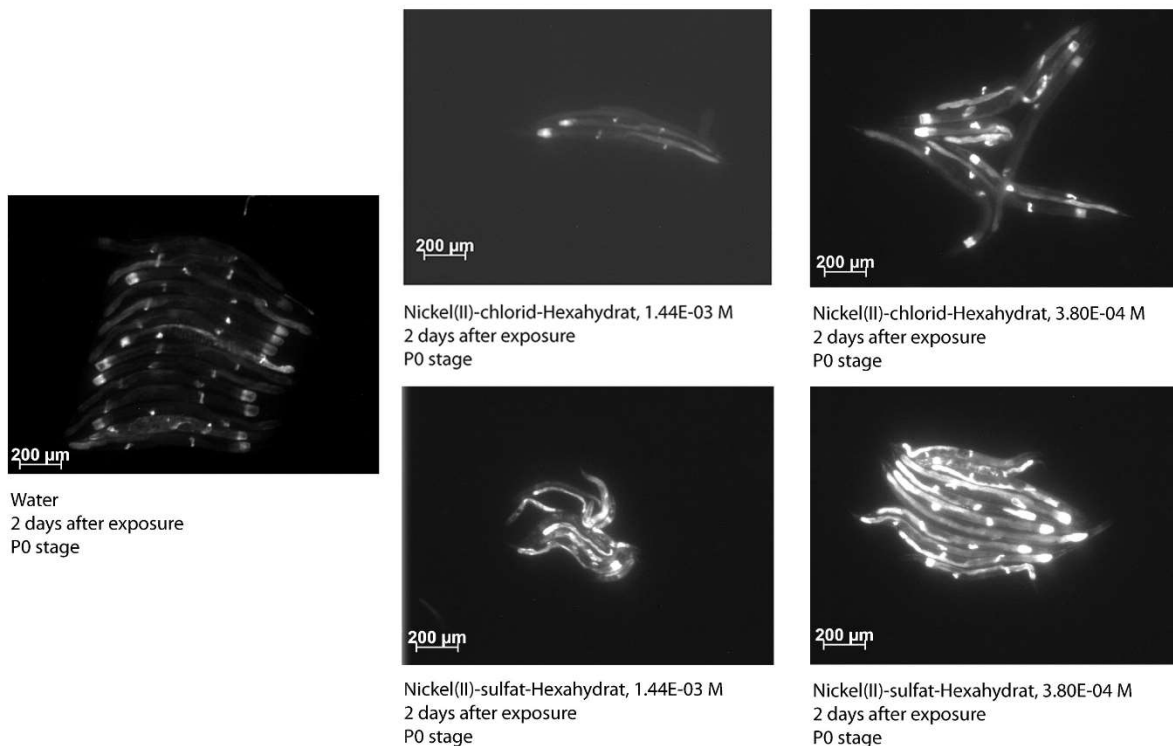 200 µm
Water
2 days after exposure
P0 stage
200 µm
Nickel(II)-chlorid-Hexahydrat, 1.44E-03 M
2 days after exposure
P0 stage
200 µm
Nickel(II)-chlorid-Hexahydrat, 3.80E-04 M
2 days after exposure
P0 stage
200 µm
Nickel(II)-sulfat-Hexahydrat, 1.44E-03 M
2 days after exposure
P0 stage
200 µm
Nickel(II)-sulfat-Hexahydrat, 3.80E-04 M
2 days after exposure
P0 stage